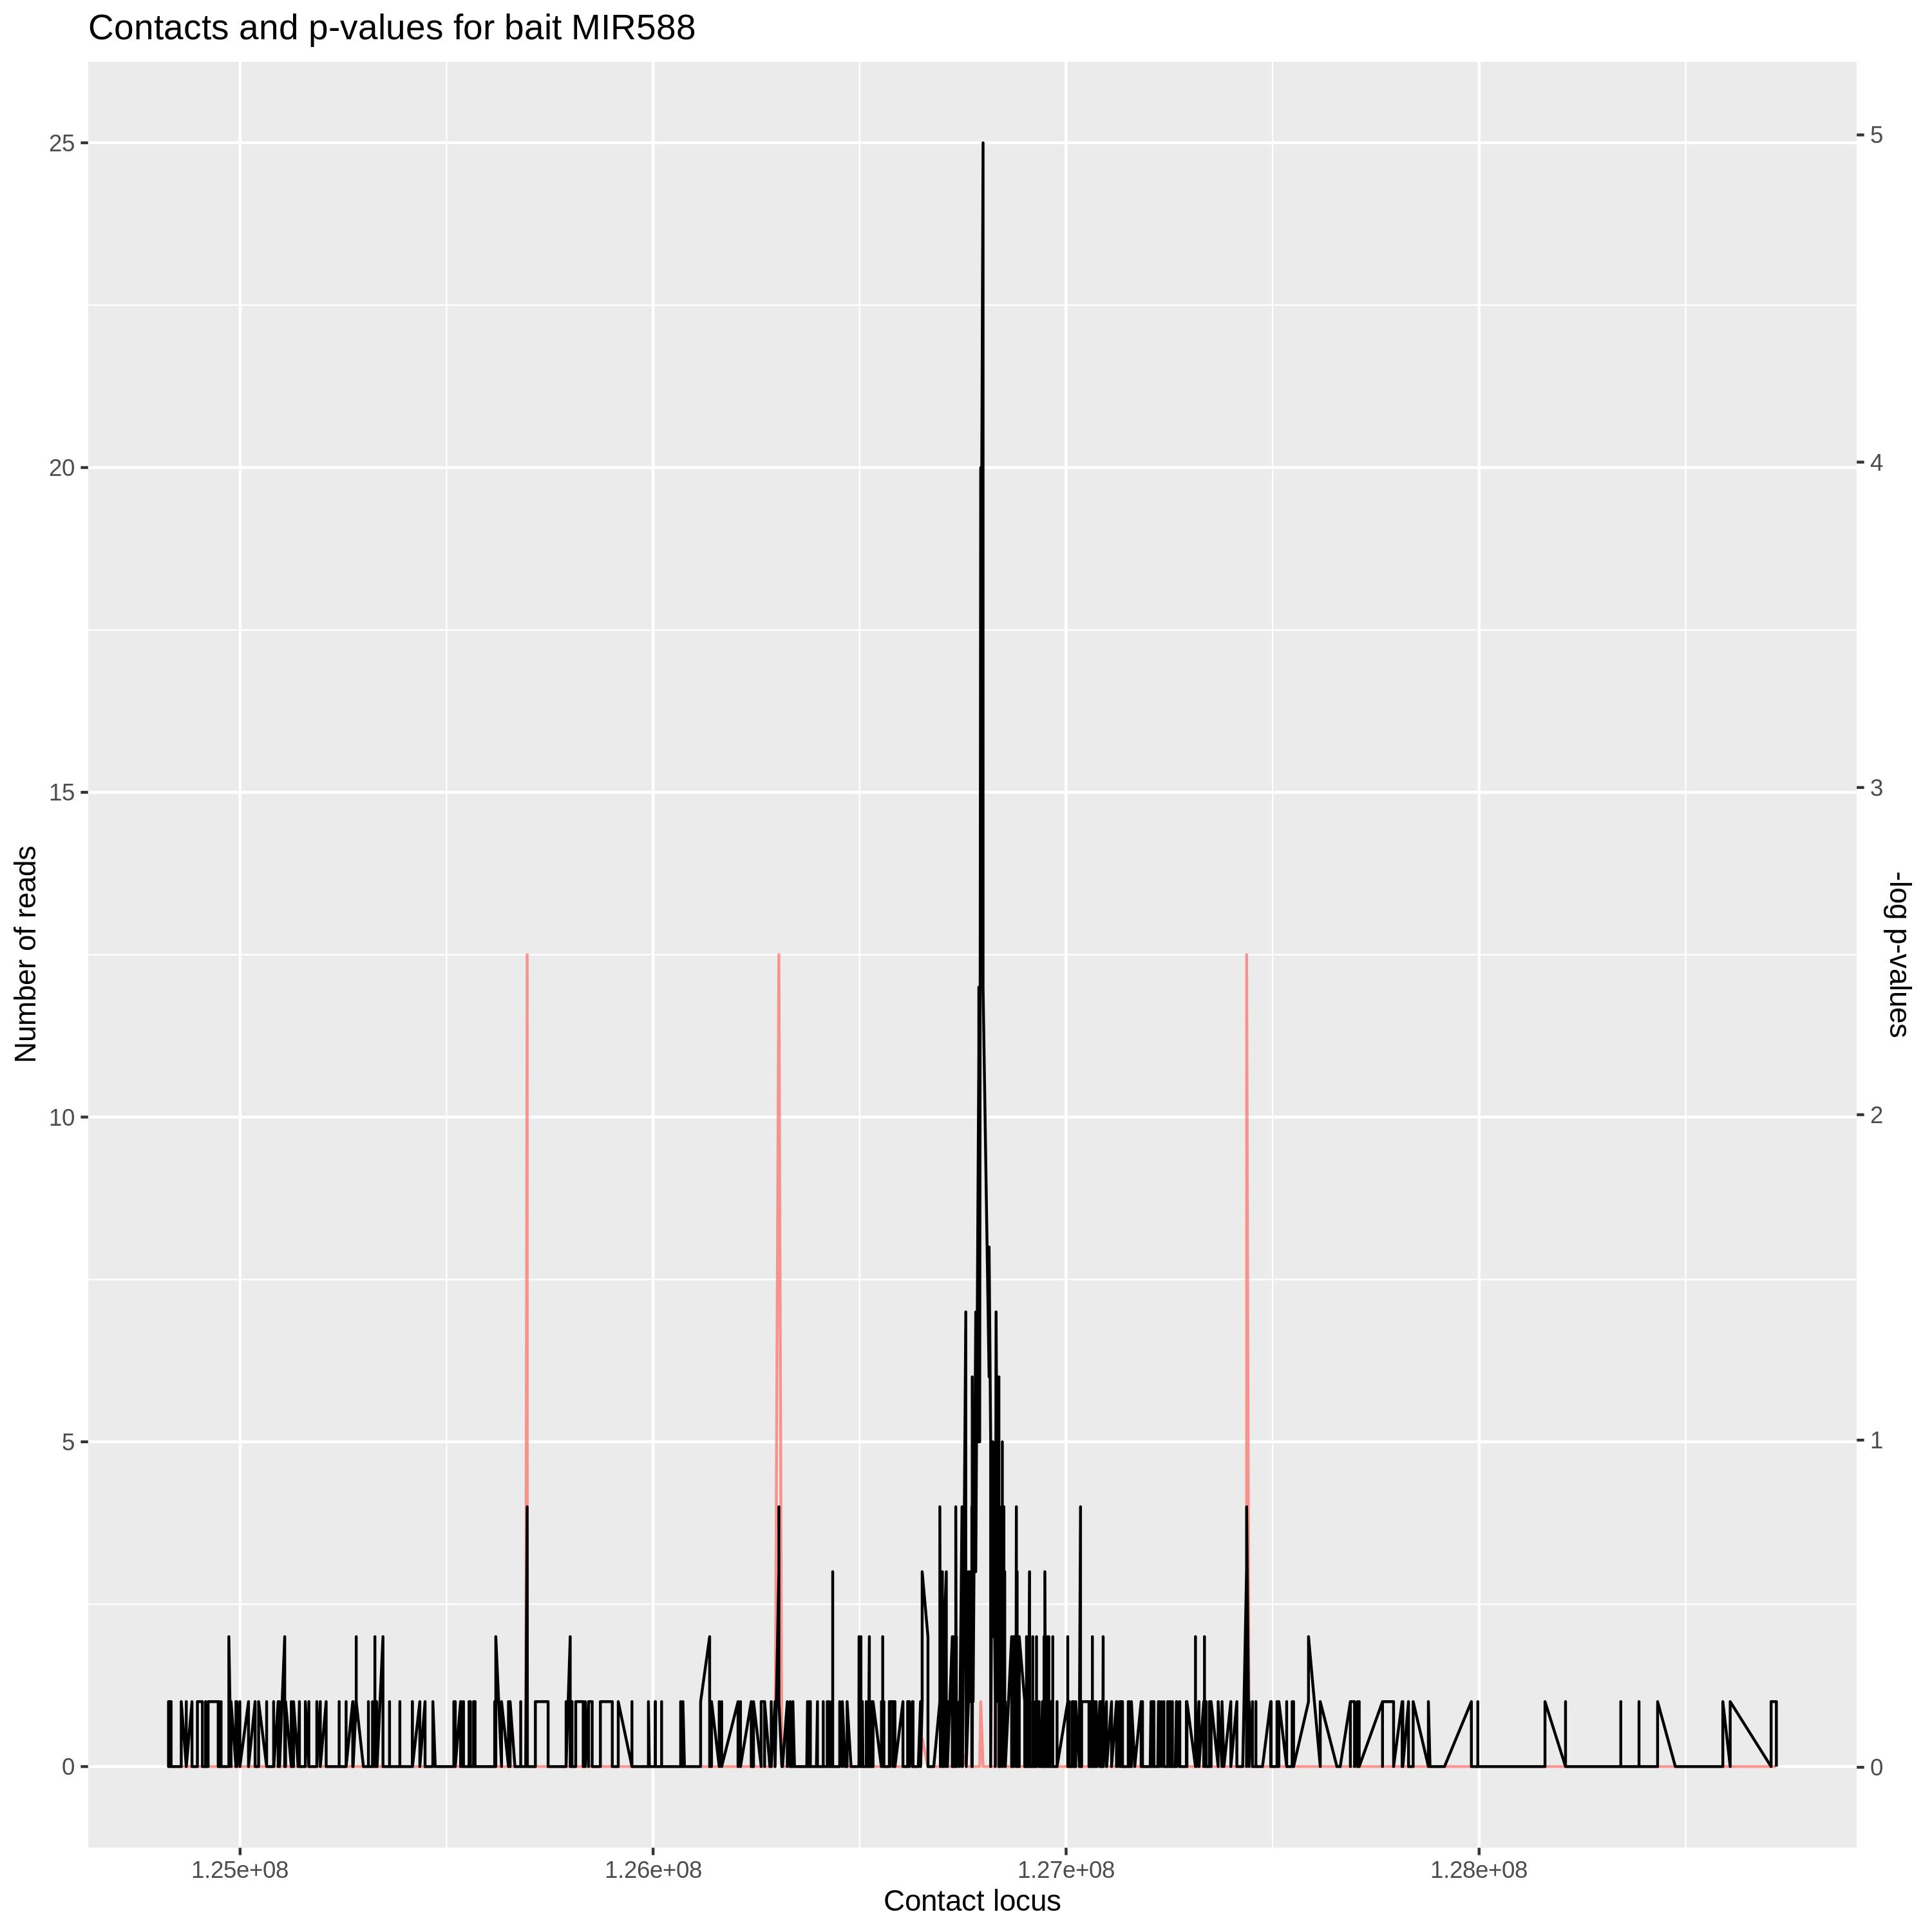 Contacts and p-values for bait MIR588
25
20
15
10
5
0
Number of reads
5
4
3
2
1
0
-log p-values
1.25e+08
1.26e+08
1.27e+08
1.28e+08
Contact locus